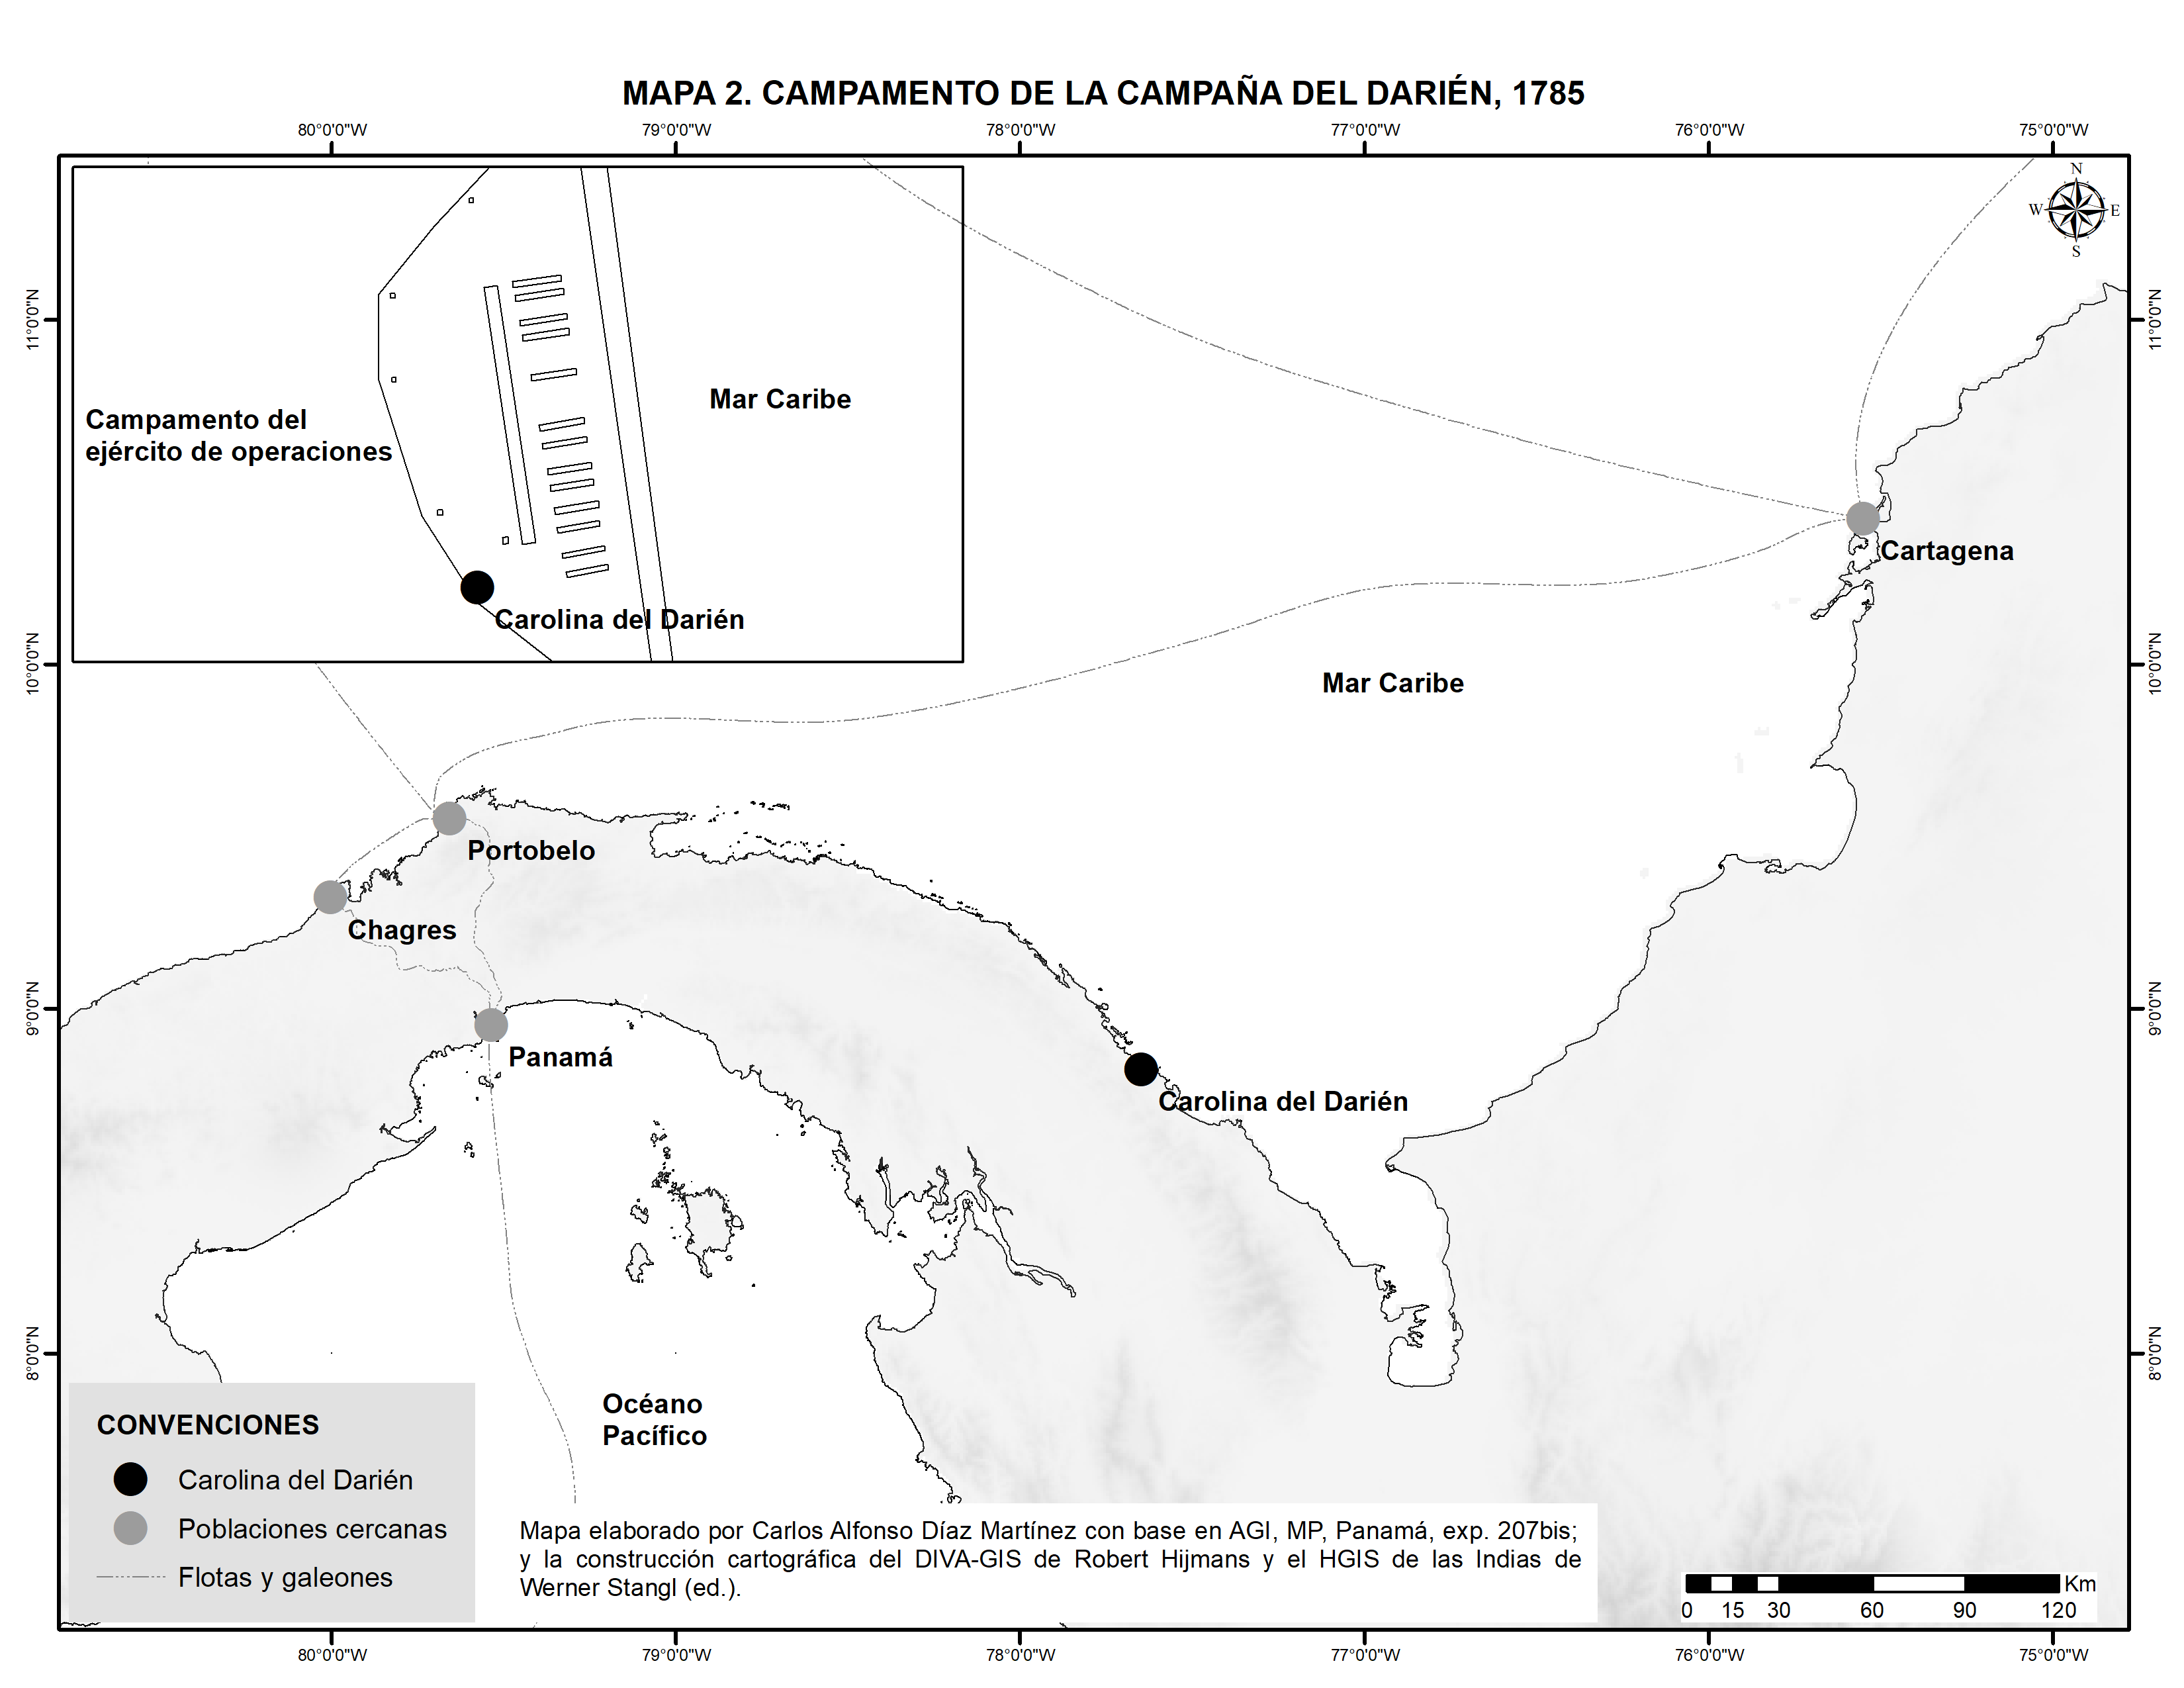 MAPA 2. CAMPAMENTO DE LA CAMPAÑA DEL DARIÉN, 1785
80°0'0"W
79°0'0"W
78°0'0"W
77°0'0"W
76°0'0"W
75°0'0"W
N
W
E
S
11°0'0"N
11°0'0"N
Mar Caribe
Campamento del
ejército de operaciones
Carolina del Darién
Cartagena
10°0'0"N
10°0'0"N
Mar Caribe
Portobelo
Chagres
9°0'0"N
9°0'0"N
Panamá
Carolina del Darién
8°0'0"N
8°0'0"N
Océano
Pacífico
CONVENCIONES
Carolina del Darién
Poblaciones cercanas
Flotas y galeones
Mapa elaborado por Carlos Alfonso Díaz Martínez con base en AGI, MP, Panamá, exp. 207bis;
y la construcción cartográfica del DIVA-GIS de Robert Hijmans y el HGIS de las Indias de
Werner Stangl (ed.).
Km
0 15 30 60 90 120
80°0'0"W
79°0'0"W
78°0'0"W
77°0'0"W
76°0'0"W
75°0'0"W